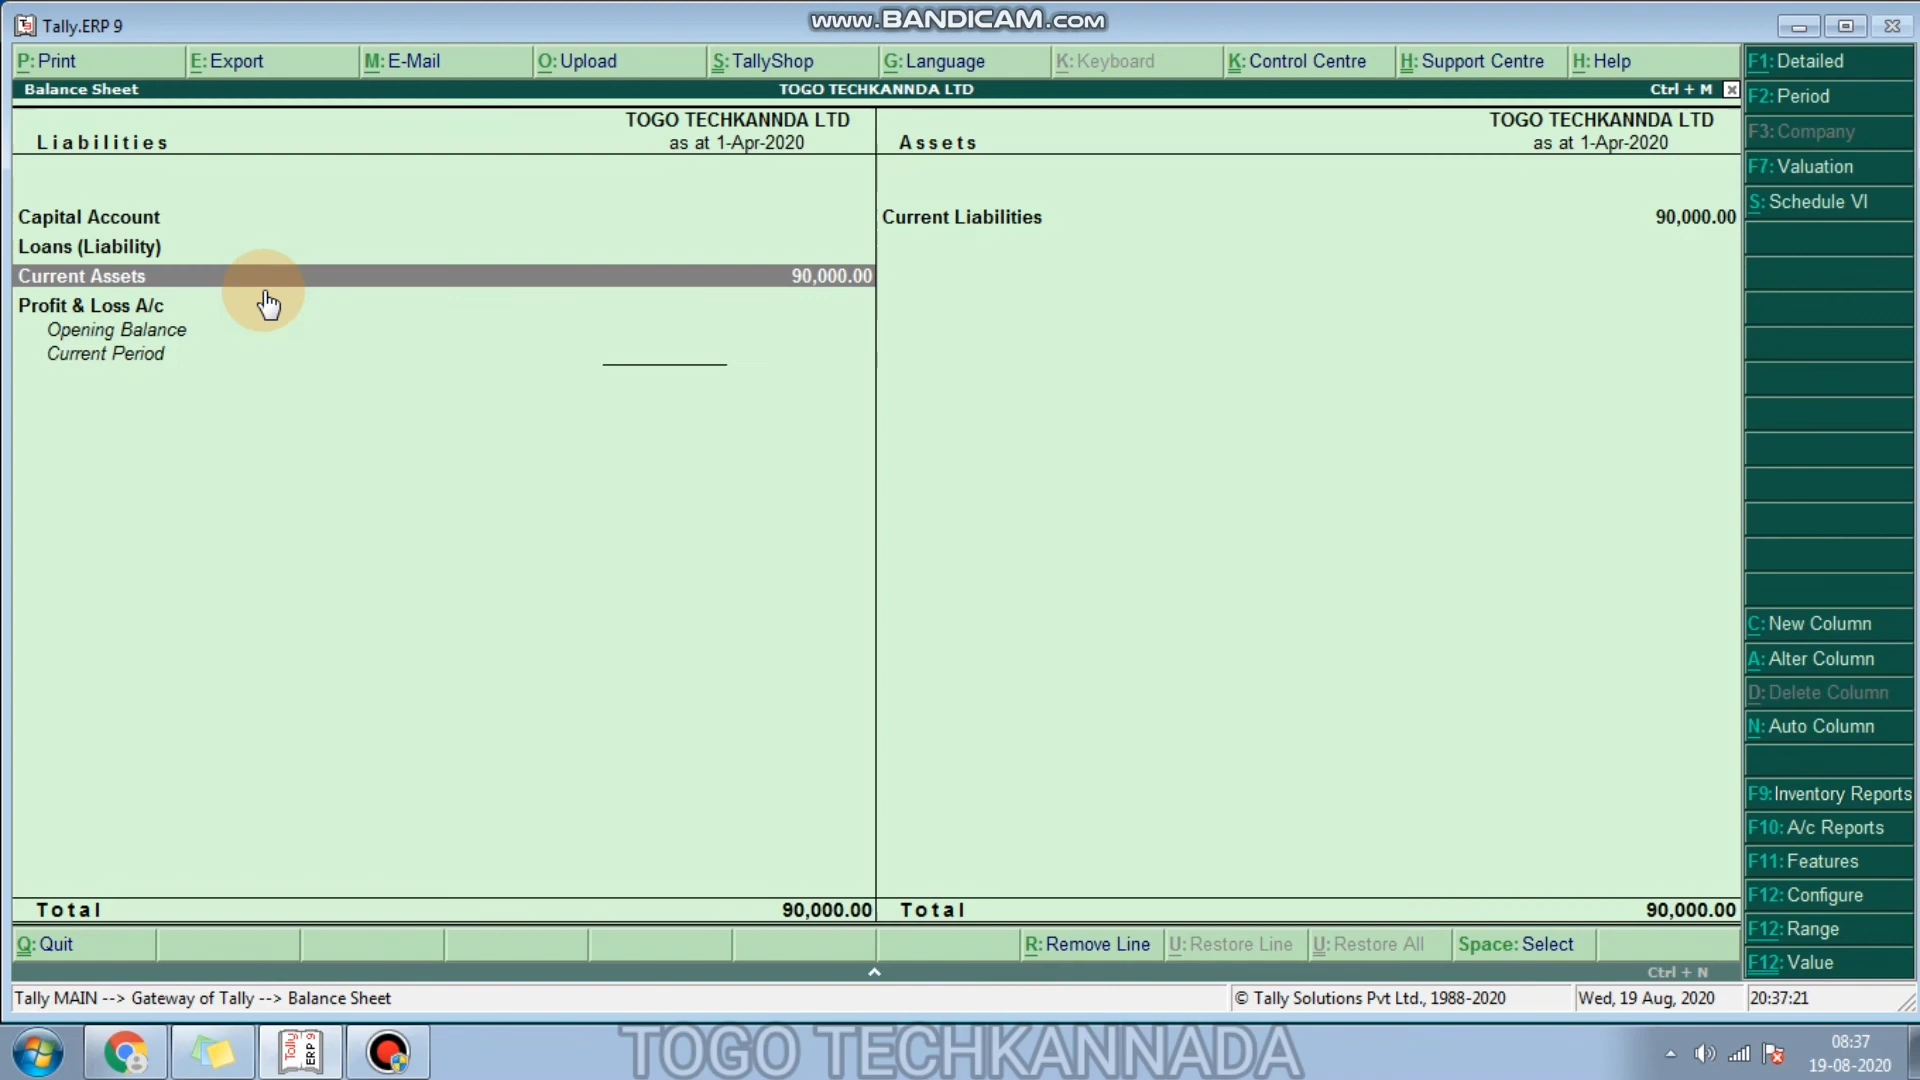 Tally.ERP 9
www.BANDICAM.com
P: Print
E: Export
M: E-Mail
O: Upload
S: TallyShop
G: Language
K: Keyboard
K: Control Centre
H: Support Centre
H: Help
Balance Sheet
TOGO TECHKANNDA LTD
Ctrl + M
Liabilities
TOGO TECHKANNDA LTD
as at 1-Apr-2020
Assets
TOGO TECHKANNDA LTD
as at 1-Apr-2020
Capital Account
Loans (Liability)
Current Assets 90,000.00
Profit & Loss A/c
Opening Balance
Current Period
Current Liabilities 90,000.00
Total 90,000.00
Total 90,000.00
F1: Detailed
F2: Period
F3: Company
F7: Valuation
S: Schedule VI
C: New Column
A: Alter Column
D: Delete Column
N: Auto Column
F9: Inventory Reports
F10: A/c Reports
F11: Features
F12: Configure
F12: Range
F12: Value
Q: Quit
R: Remove Line
U: Restore Line
U: Restore All
Space: Select
Ctrl + N
Tally MAIN --> Gateway of Tally --> Balance Sheet
© Tally Solutions Pvt Ltd., 1988-2020
Wed, 19 Aug, 2020
20:37:21
Tally
ERP 9
TOGO TECHKANNADA
08:37
19-08-2020